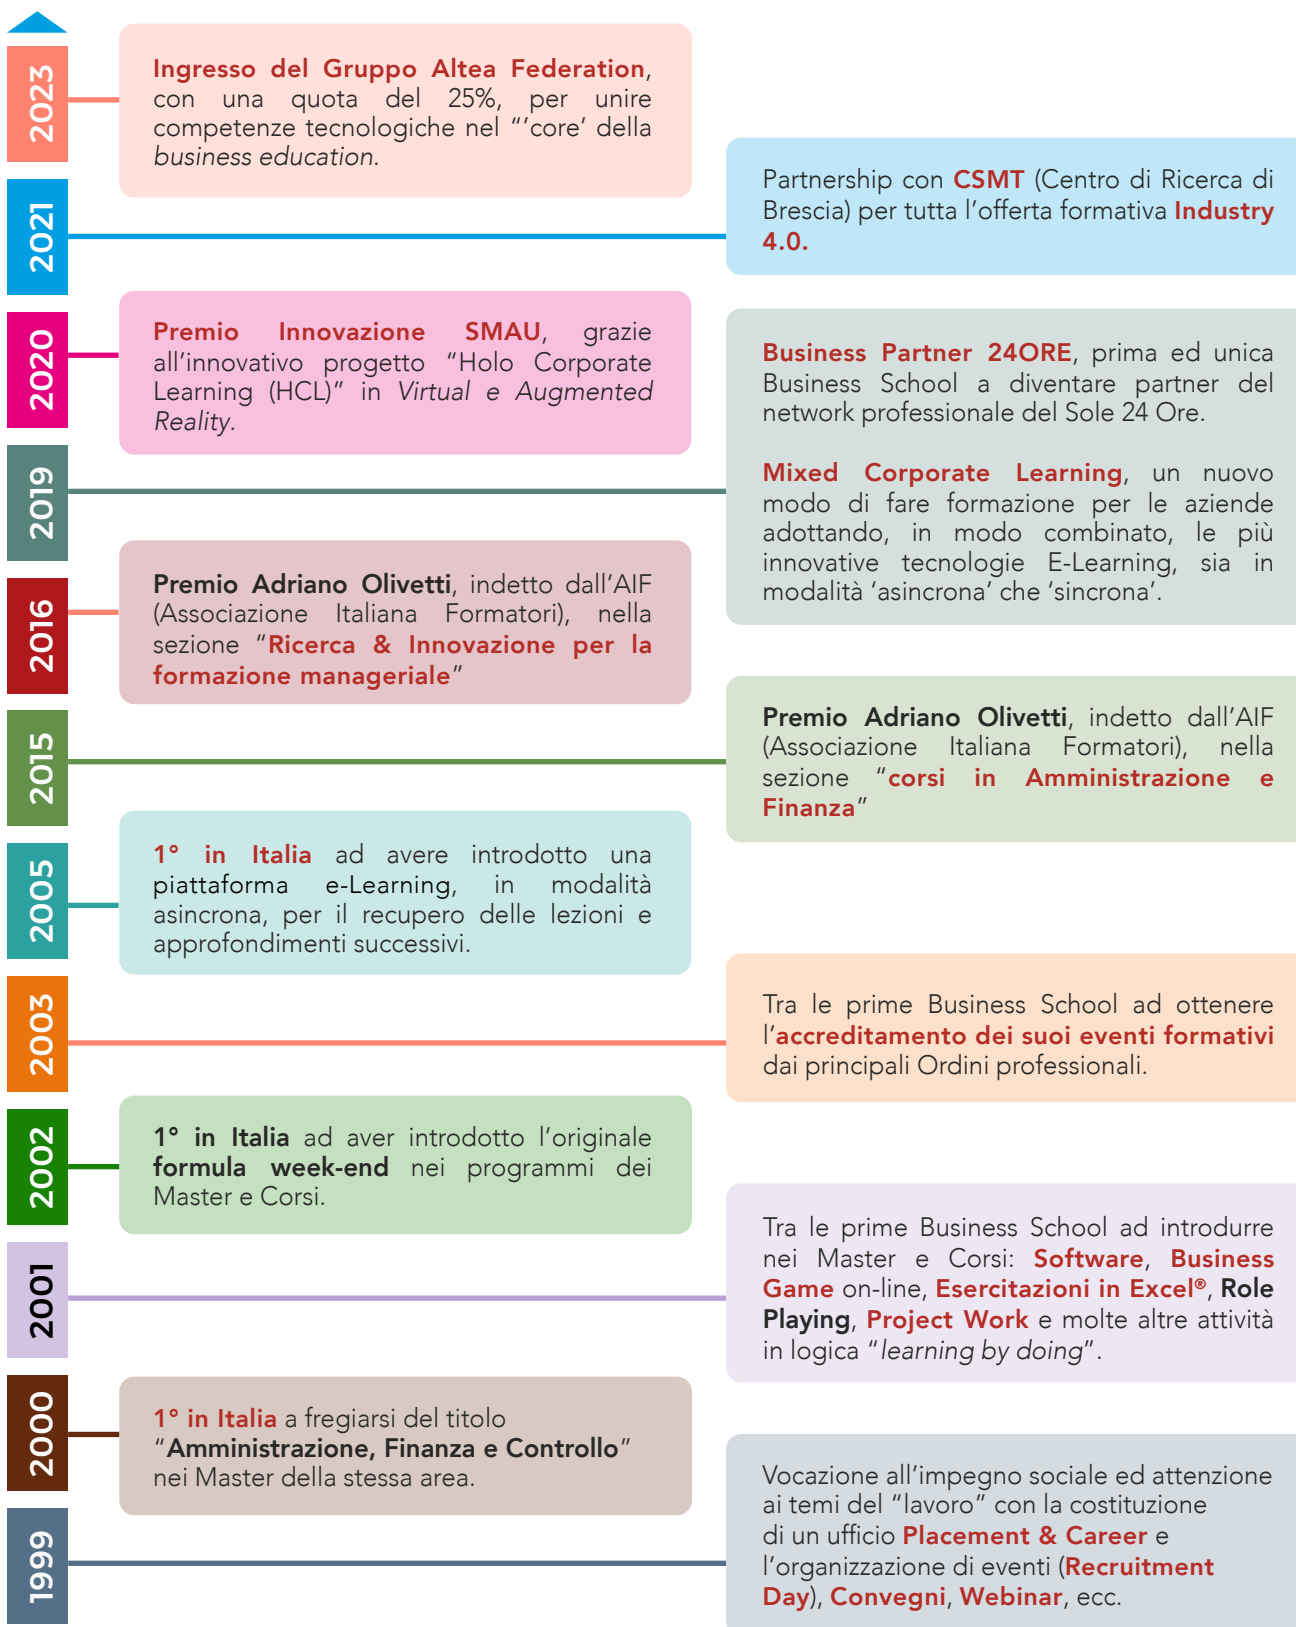 2023
Ingresso del Gruppo Altea Federation,
con una quota del 25%, per unire
competenze tecnologiche nel “‘core’ della
business education.
2021
Partnership con CSMT (Centro di Ricerca di
Brescia) per tutta l’offerta formativa Industry
4.0.
2020
Premio Innovazione SMAU, grazie
all’innovativo progetto “Holo Corporate
Learning (HCL)” in Virtual e Augmented
Reality.
2019
Business Partner 24ORE, prima ed unica
Business School a diventare partner del
network professionale del Sole 24 Ore.
Mixed Corporate Learning, un nuovo
modo di fare formazione per le aziende
adottando, in modo combinato, le più
innovative tecnologie E-Learning, sia in
modalità ‘asincrona’ che ‘sincrona’.
2016
Premio Adriano Olivetti, indetto dall’AIF
(Associazione Italiana Formatori), nella
sezione “Ricerca & Innovazione per la
formazione manageriale”
2015
Premio Adriano Olivetti, indetto dall’AIF
(Associazione Italiana Formatori), nella
sezione “corsi in Amministrazione e
Finanza”
2005
1° in Italia ad avere introdotto una
piattaforma e-Learning, in modalità
asincrona, per il recupero delle lezioni e
approfondimenti successivi.
2003
Tra le prime Business School ad ottenere
l’accreditamento dei suoi eventi formativi
dai principali Ordini professionali.
2002
1° in Italia ad aver introdotto l’originale
formula week-end nei programmi dei
Master e Corsi.
2001
Tra le prime Business School ad introdurre
nei Master e Corsi: Software, Business
Game on-line, Esercitazioni in Excel®, Role
Playing, Project Work e molte altre attività
in logica “learning by doing”.
2000
1° in Italia a fregiarsi del titolo
“Amministrazione, Finanza e Controllo”
nei Master della stessa area.
1999
Vocazione all’impegno sociale ed attenzione
ai temi del “lavoro” con la costituzione
di un ufficio Placement & Career e
l’organizzazione di eventi (Recruitment
Day), Convegni, Webinar, ecc.